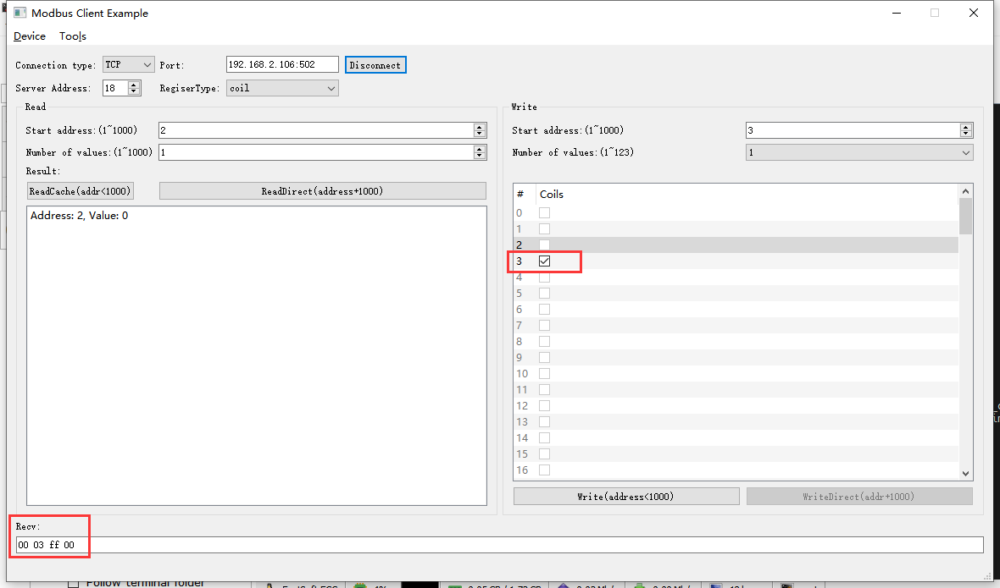 Modbus Client Example
Device Tools
Connection type: TCP Port: 192.168.2.106:502 Disconnect
Server Address: 18 RegiserType: coil
Read
Start address:(1~1000) 2
Number of values:(1~1000) 1
Result:
ReadCache(addr<1000) ReadDirect(address+1000)
Address: 2, Value: 0
Write
Start address:(1~1000) 3
Number of values:(1~123) 1
# Coils
0
1
2
3
4
5
6
7
8
9
10
11
12
13
14
15
16
Write(address<1000) WriteDirect(addr+1000)
Recv:
00 03 ff 00
Follow terminal folder